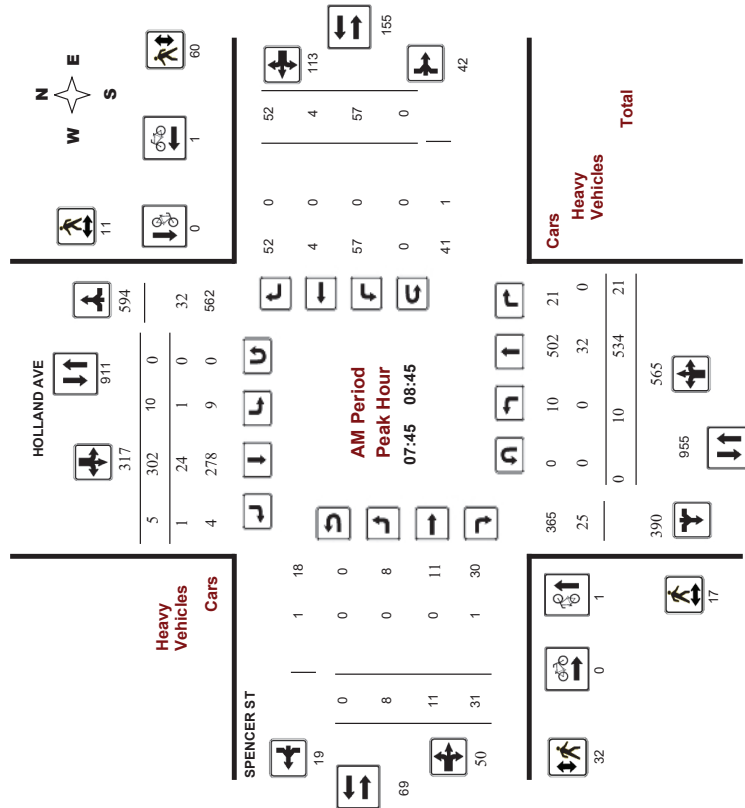 N
W E
S
HOLLAND AVE
11
60
0
1
317 911 594
5 302 10 0
1 24 1 0 32
4 278 9 0 562
Heavy
Vehicles
Cars
52 0 52
4 0 4
57 0 57
0 0 0
41 1
113
155
42
AM Period
Peak Hour
07:45 08:45
SPENCER ST
19 1 18
0 0 0
8 0 8
11 0 11
31 1 30
69
50
365 0 10 502 21 Cars
25 0 0 32 0 Heavy
Vehicles
0 10 534 21 Total
390 955 565
32 0 1
17